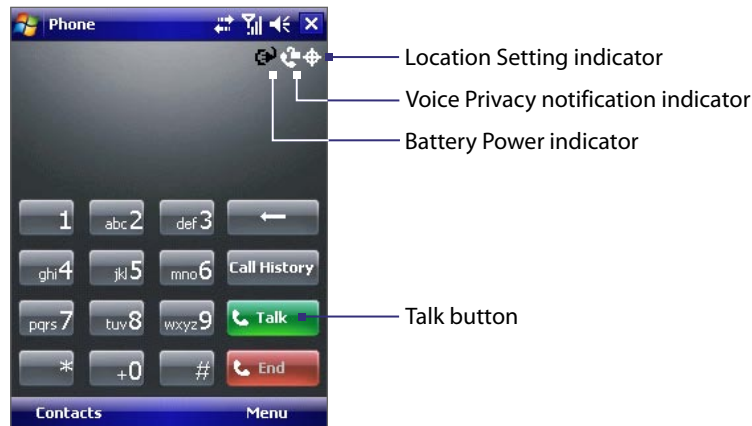 Phone
Location Setting indicator
Voice Privacy notification indicator
Battery Power indicator
1 abc2 def3
ghi4 jkl5 mno6 Call History
pqrs7 tuv8 wxyz9 Talk
Talk button
* +0 # End
Contacts Menu